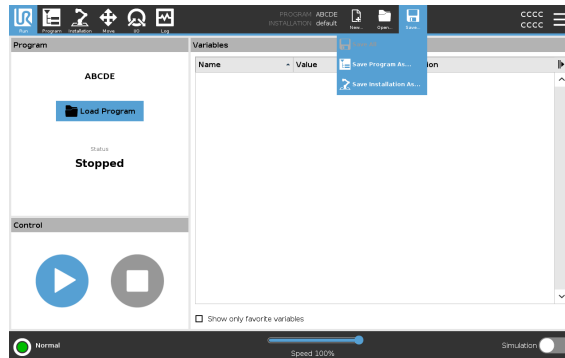 PROGRAM ABCDE
INSTALLATION default
CCCC
CCCC
Run Program Installation Move I/O Log New... Open... Save...
Program
Variables
Save All
Save Program As...
Save Installation As...
Name Value
ABCDE
Load Program
Status
Stopped
Control
Show only favorite variables
Normal
Speed 100%
Simulation